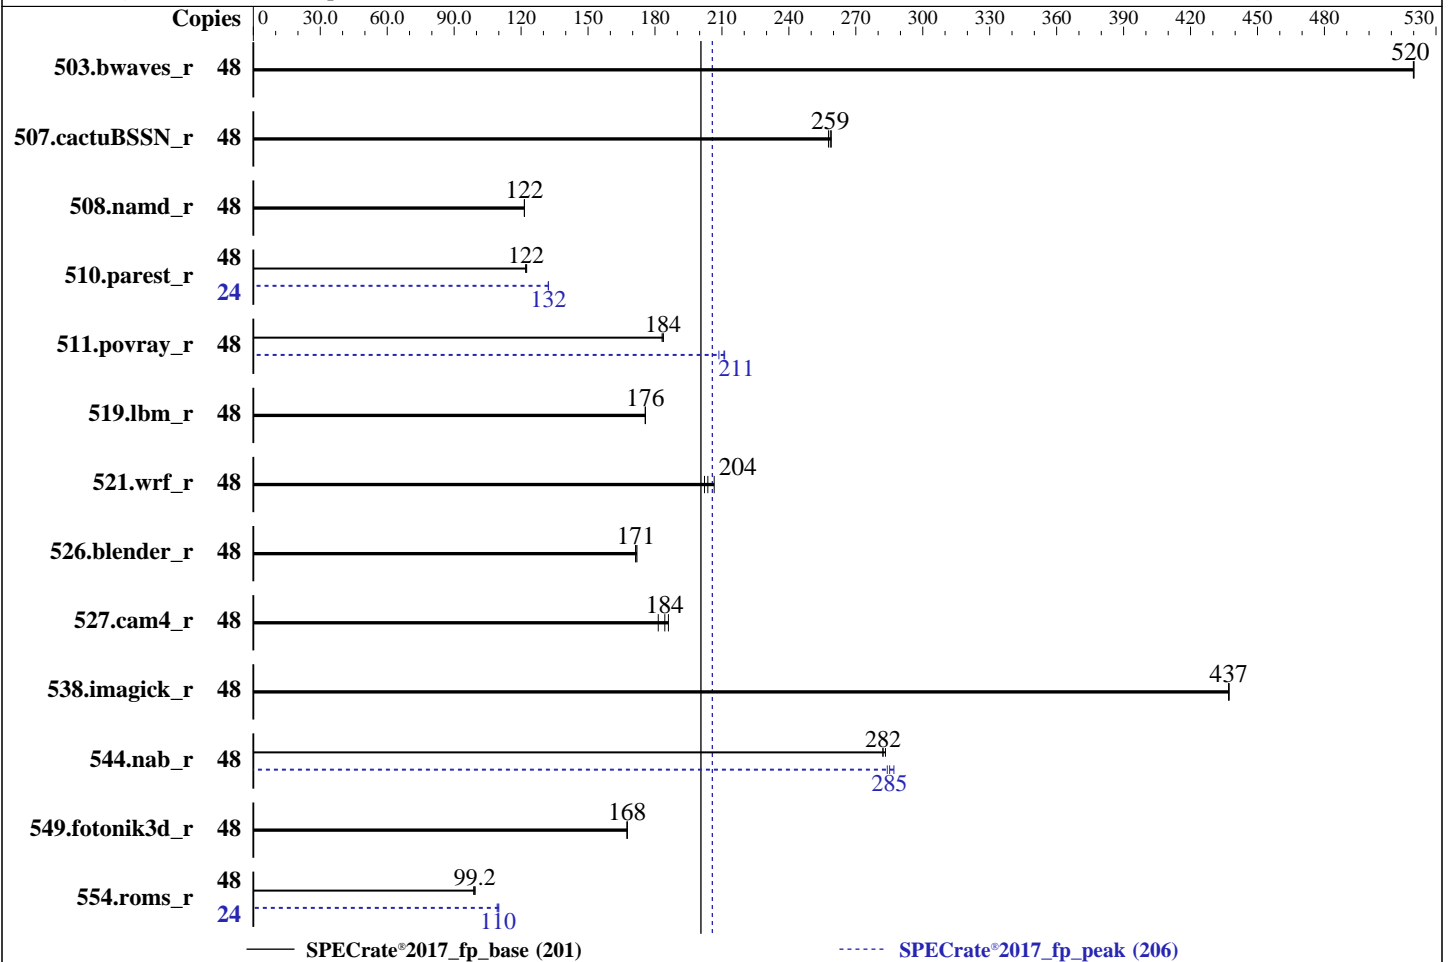 Copies 0 30.0 60.0 90.0 120 150 180 210 240 270 300 330 360 390 420 450 480 530
503.bwaves_r 48 520
507.cactuBSSN_r 48 259
508.namd_r 48 122
510.parest_r 48 122
24 132
511.povray_r 48 184
211
519.lbm_r 48 176
521.wrf_r 48 204
526.blender_r 48 171
527.cam4_r 48 184
538.imagick_r 48 437
544.nab_r 48 282
285
549.fotonik3d_r 48 168
554.roms_r 48 99.2
24 110
SPECrate®2017_fp_base (201) SPECrate®2017_fp_peak (206)